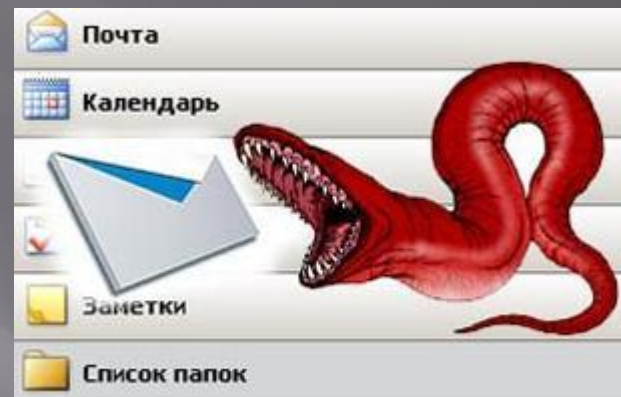 Почта
Календарь
Заметки
Список папок